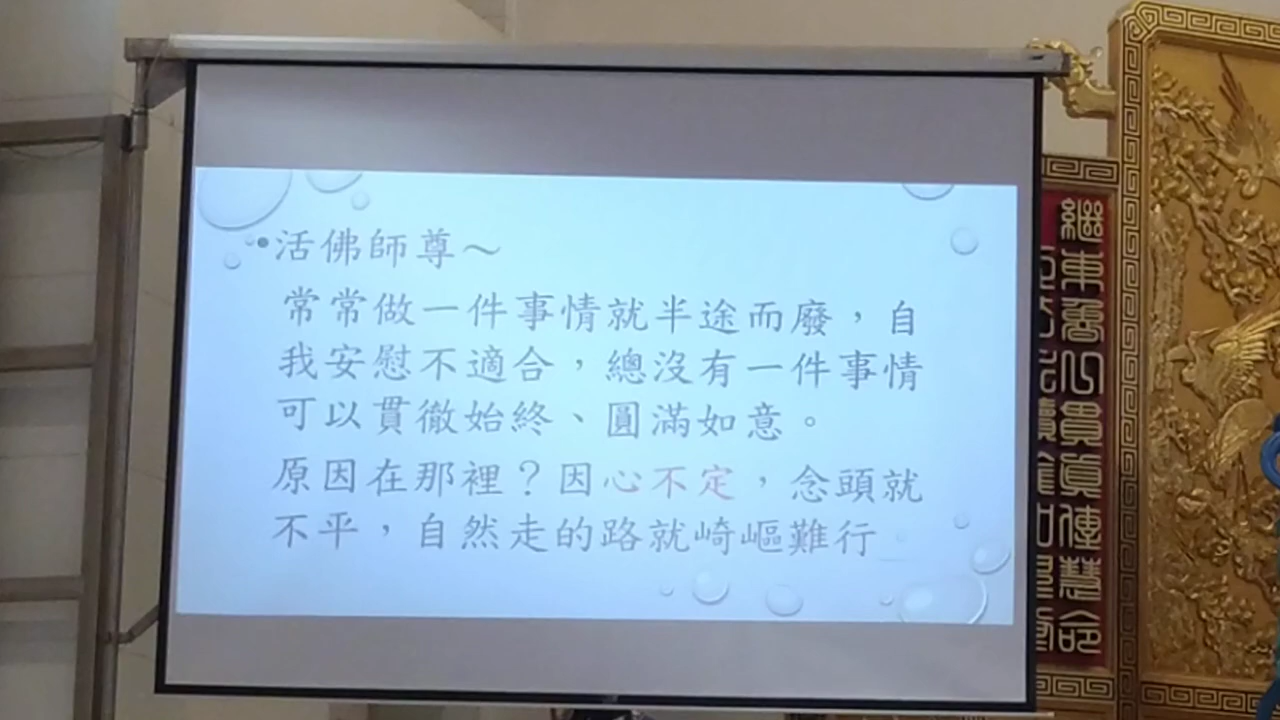 活佛師尊～
常常做一件事情就半途而廢，自
我安慰不適合，總沒有一件事情
可以貫徹始終、圓滿如意。
原因在那裡？因心不定，念頭就
不平，自然走的路就崎嶇難行